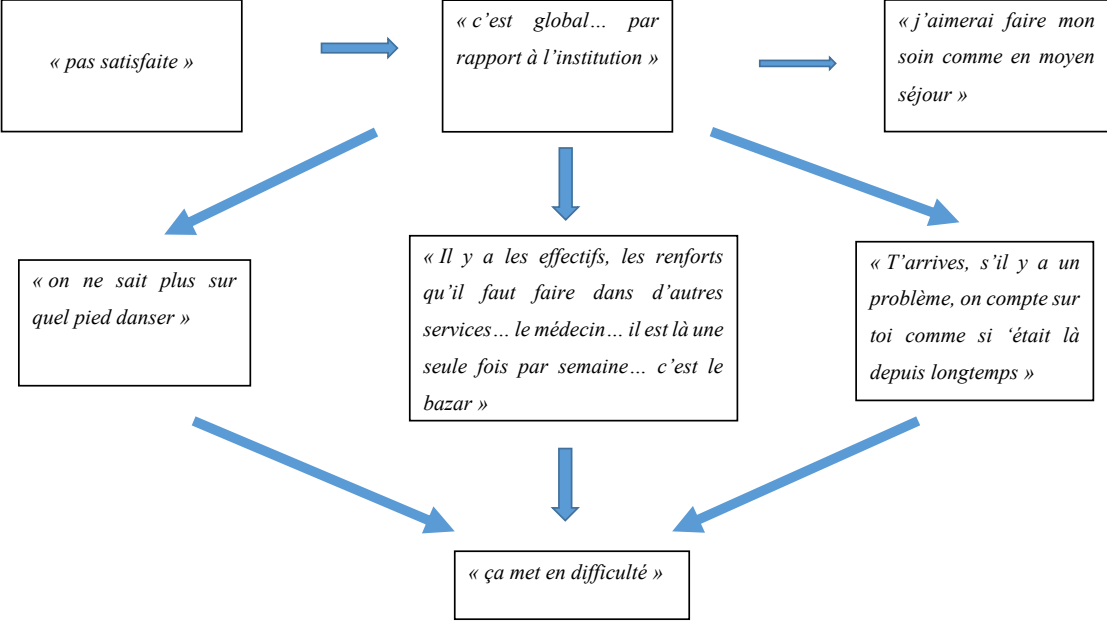 « pas satisfaite »
« c’est global… par
rapport à l’institution »
« j’aimerai faire mon
soin comme en moyen
séjour »
« on ne sait plus sur
quel pied danser »
« Il y a les effectifs, les renforts
qu’il faut faire dans d’autres
services… le médecin… il est là une
seule fois par semaine… c’est le
bazar »
« T’arrives, s’il y a un
problème, on compte sur
toi comme si ‘était là
depuis longtemps »
« ça met en difficulté »